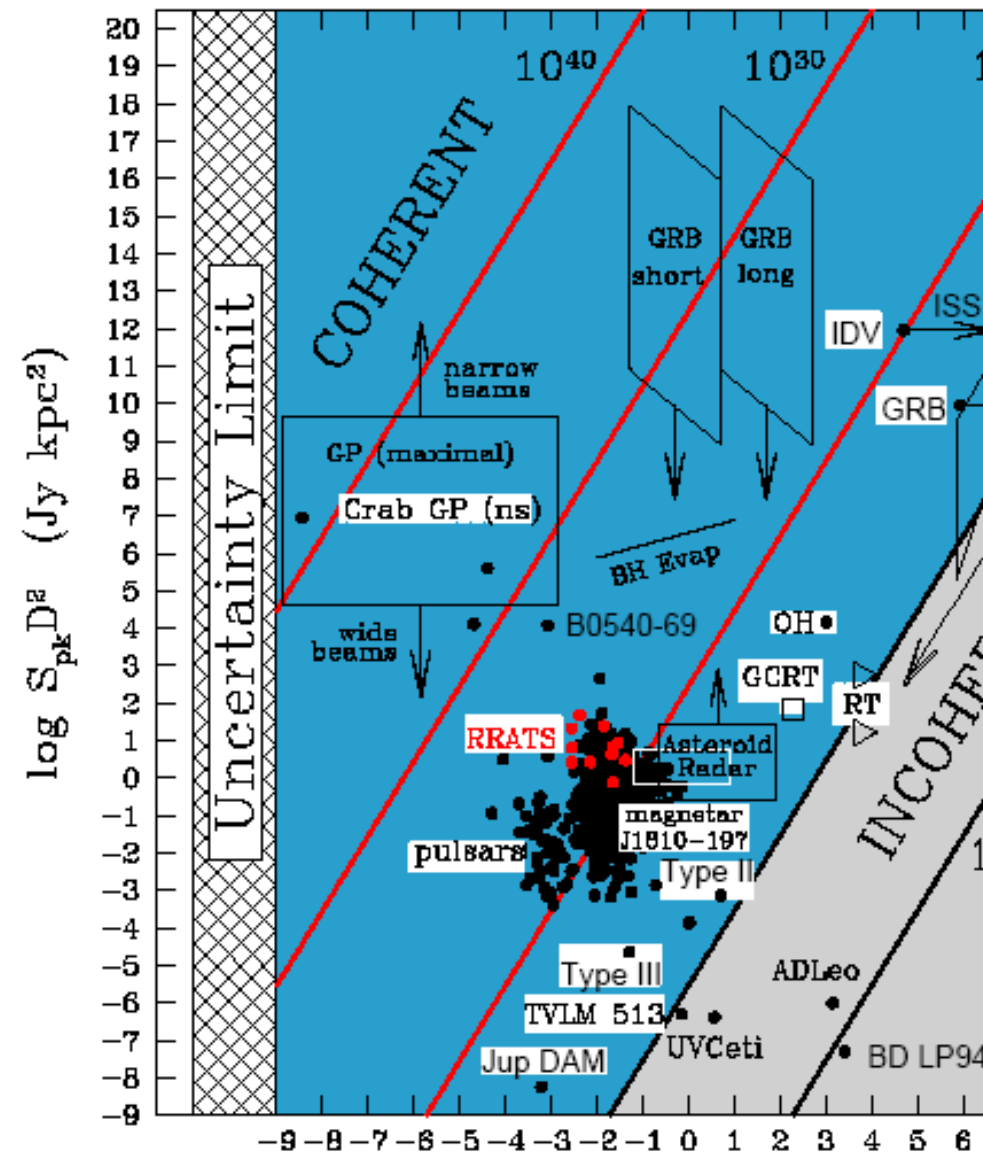 log S_pk D² (Jy kpc²)
20
19
18
17
16
15
14
13
12
11
10
9
8
7
6
5
4
3
2
1
0
-1
-2
-3
-4
-5
-6
-7
-8
-9
Uncertainty Limit
COHERENT
10⁴⁰
10³⁰
1
GRB
short
GRB
long
IDV
ISS
GRB
narrow
beams
GP (maximal)
Crab GP (ns)
wide
beams
BH Evap
B0540-69
OH
GCRT
RT
RRATS
Asteroid
Radar
magnetar
J1810-197
pulsars
Type II
INCOHE
1
Type III
TVLM 513
ADLeo
UVCeti
Jup DAM
BD LP94
-9 -8 -7 -6 -5 -4 -3 -2 -1 0 1 2 3 4 5 6